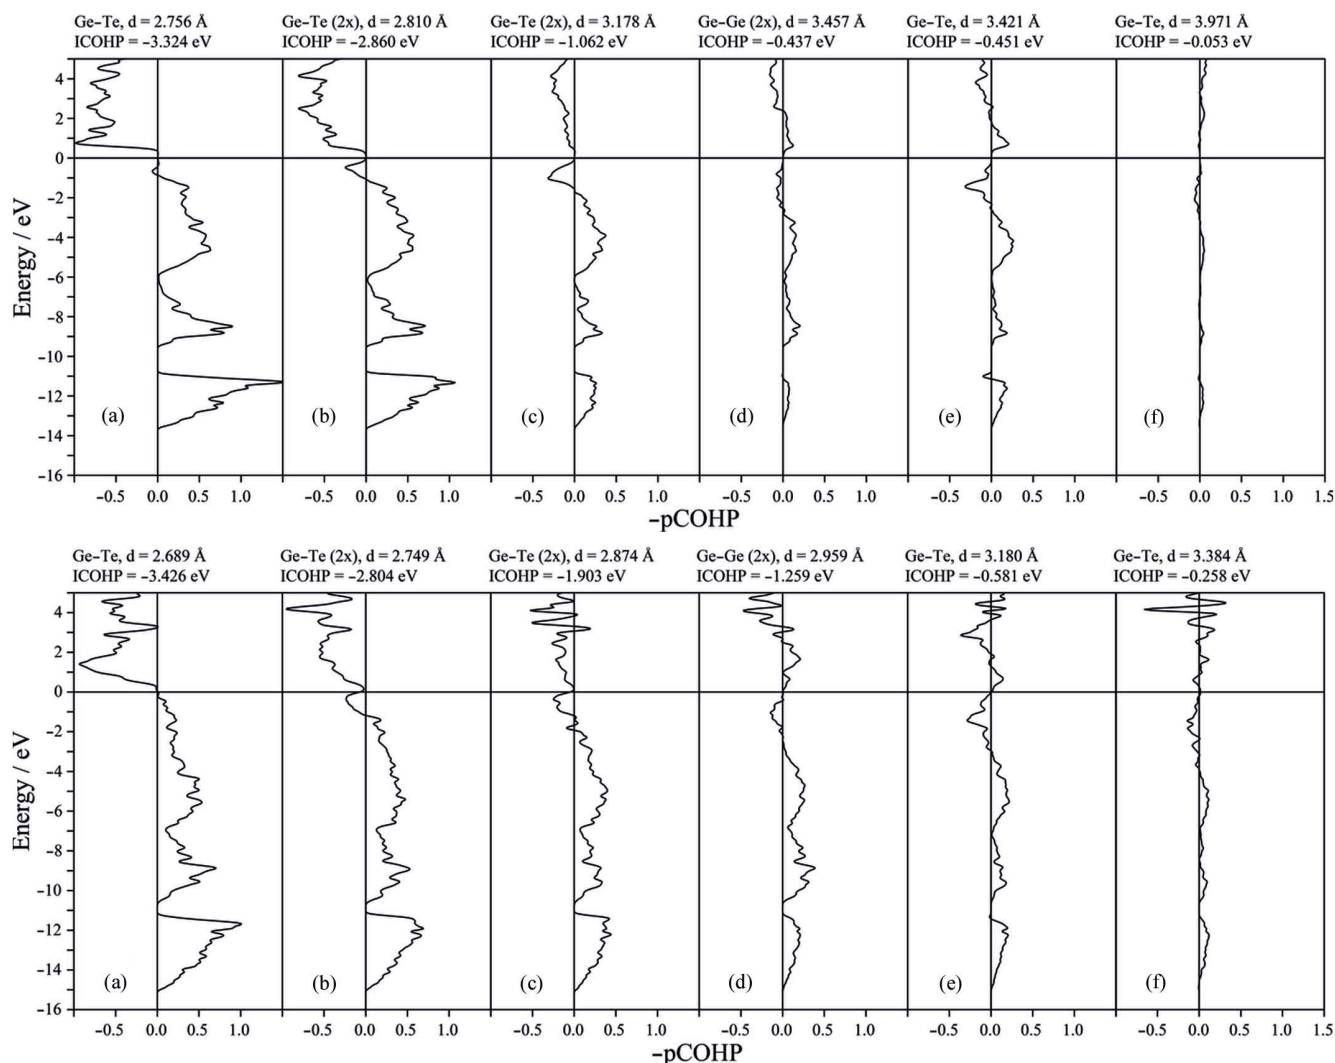 Ge–Te, d = 2.756 Å
ICOHP = –3.324 eV
Ge–Te (2x), d = 2.810 Å
ICOHP = –2.860 eV
Ge–Te (2x), d = 3.178 Å
ICOHP = –1.062 eV
Ge–Ge (2x), d = 3.457 Å
ICOHP = –0.437 eV
Ge–Te, d = 3.421 Å
ICOHP = –0.451 eV
Ge–Te, d = 3.971 Å
ICOHP = –0.053 eV
Energy / eV
4
2
0
–2
–4
–6
–8
–10
–12
–14
–16
(a)
(b)
(c)
(d)
(e)
(f)
–0.5 0.0 0.5 1.0 –0.5 0.0 0.5 1.0 –0.5 0.0 0.5 1.0 –0.5 0.0 0.5 1.0 –0.5 0.0 0.5 1.0 –0.5 0.0 0.5 1.0 1.5
–pCOHP
Ge–Te, d = 2.689 Å
ICOHP = –3.426 eV
Ge–Te (2x), d = 2.749 Å
ICOHP = –2.804 eV
Ge–Te (2x), d = 2.874 Å
ICOHP = –1.903 eV
Ge–Ge (2x), d = 2.959 Å
ICOHP = –1.259 eV
Ge–Te, d = 3.180 Å
ICOHP = –0.581 eV
Ge–Te, d = 3.384 Å
ICOHP = –0.258 eV
Energy / eV
4
2
0
–2
–4
–6
–8
–10
–12
–14
–16
(a)
(b)
(c)
(d)
(e)
(f)
–0.5 0.0 0.5 1.0 –0.5 0.0 0.5 1.0 –0.5 0.0 0.5 1.0 –0.5 0.0 0.5 1.0 –0.5 0.0 0.5 1.0 –0.5 0.0 0.5 1.0 1.5
–pCOHP